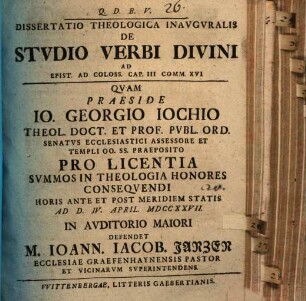 Q. D. B. V. 26.
DISSERTATIO THEOLOGICA INAVGVRALIS
DE
STVDIO VERBI DIVINI
AD
EPIST. AD COLOSS. CAP. III COMM. XVI
QVAM
PRAESIDE
IO. GEORGIO IOCHIO
THEOL. DOCT. ET PROF. PVBL. ORD.
SENATVS ECCLESIASTICI ASSESSORE ET
TEMPLI OO. SS. PRAEPOSITO
PRO LICENTIA
SVMMOS IN THEOLOGIA HONORES
CONSEQVENDI
HORIS ANTE ET POST MERIDIEM STATIS
AD D. IV. APRIL. MDCCXXVII.
IN AVDITORIO MAIORI
DEFENDET
M. IOANN. IACOB. JANZEN
ECCLESIAE GRAEFENHAYNENSIS PASTOR
ET VICINARVM SVPERINTENDENS.
VVITTENBERGAE, LITTERIS GAEBERTIANIS.